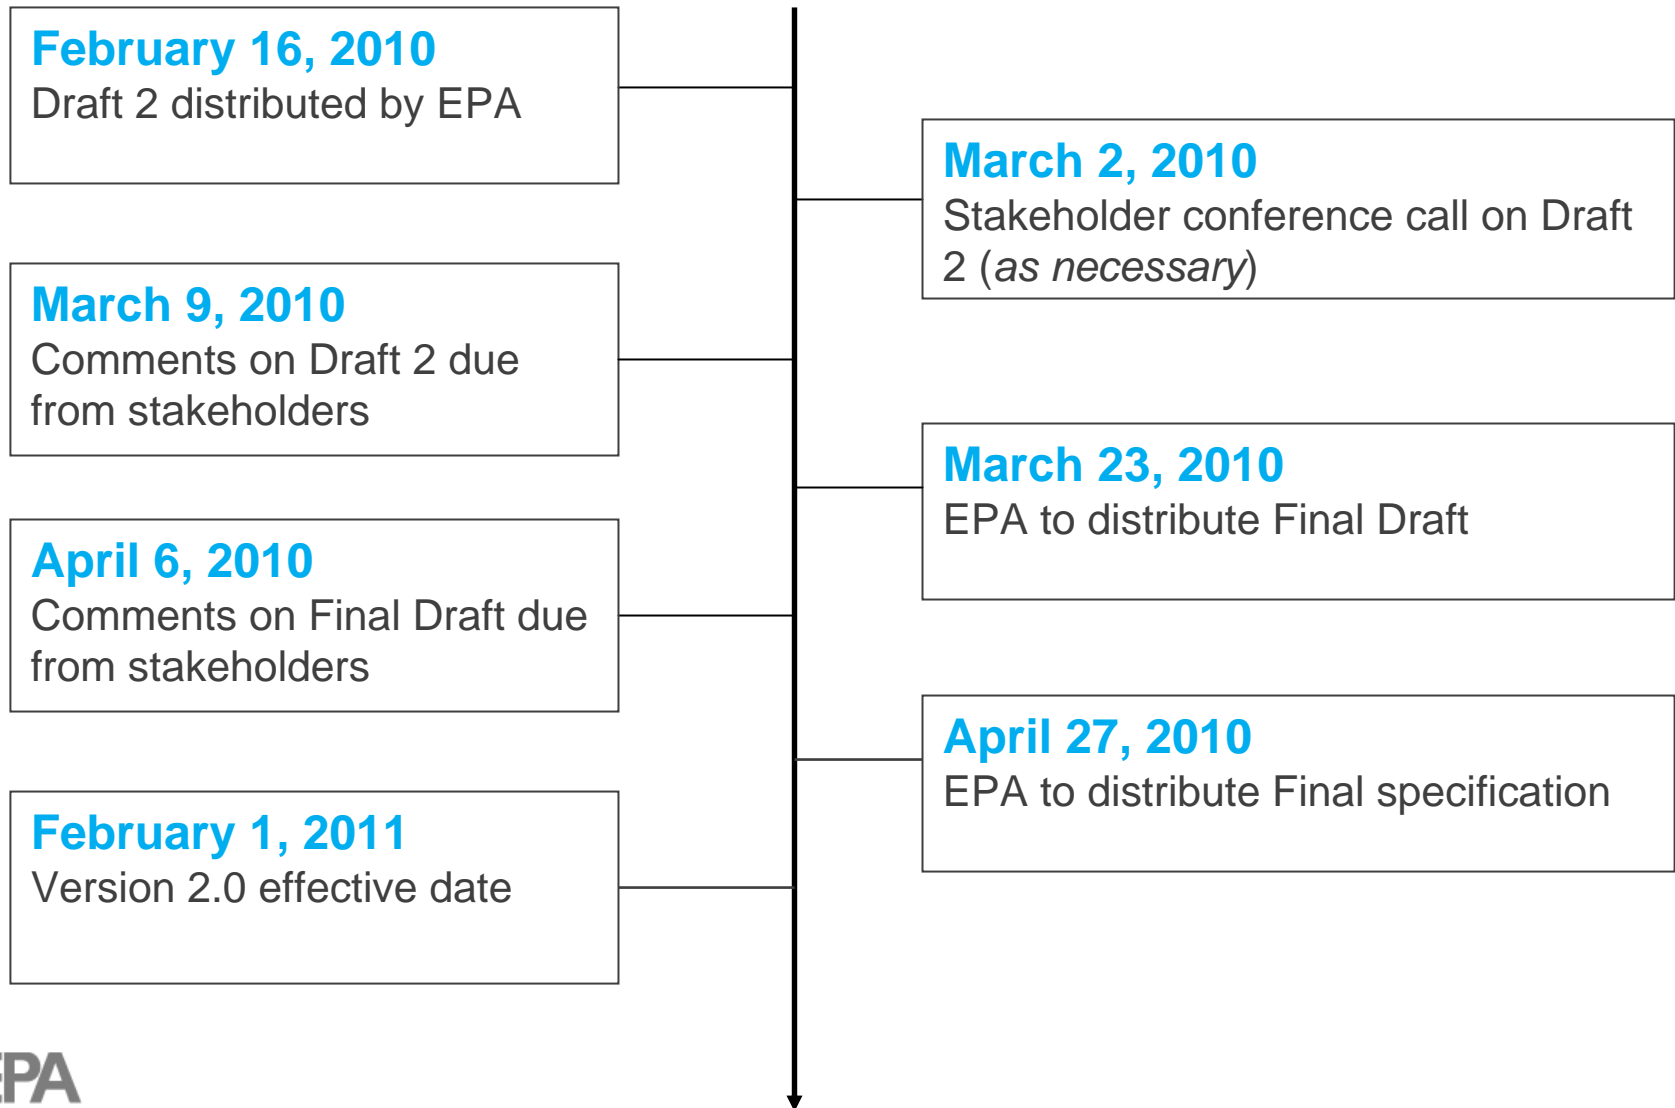 February 16, 2010
Draft 2 distributed by EPA
March 2, 2010
Stakeholder conference call on Draft
2 (as necessary)
March 9, 2010
Comments on Draft 2 due
from stakeholders
March 23, 2010
EPA to distribute Final Draft
April 6, 2010
Comments on Final Draft due
from stakeholders
April 27, 2010
EPA to distribute Final specification
February 1, 2011
Version 2.0 effective date
EPA